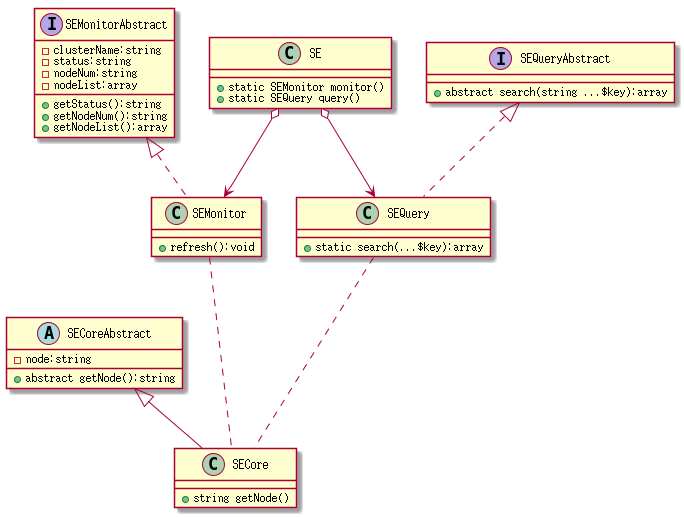 I SEMonitorAbstract
clusterName:string
status:string
nodeNum:string
nodeList:array
getStatus():string
getNodeNum():string
getNodeList():array
C SE
static SEMonitor monitor()
static SEQuery query()
I SEQueryAbstract
abstract search(string ...$key):array
C SEMonitor
refresh():void
C SEQuery
static search(...$key):array
A SECoreAbstract
node:string
abstract getNode():string
C SECore
string getNode()